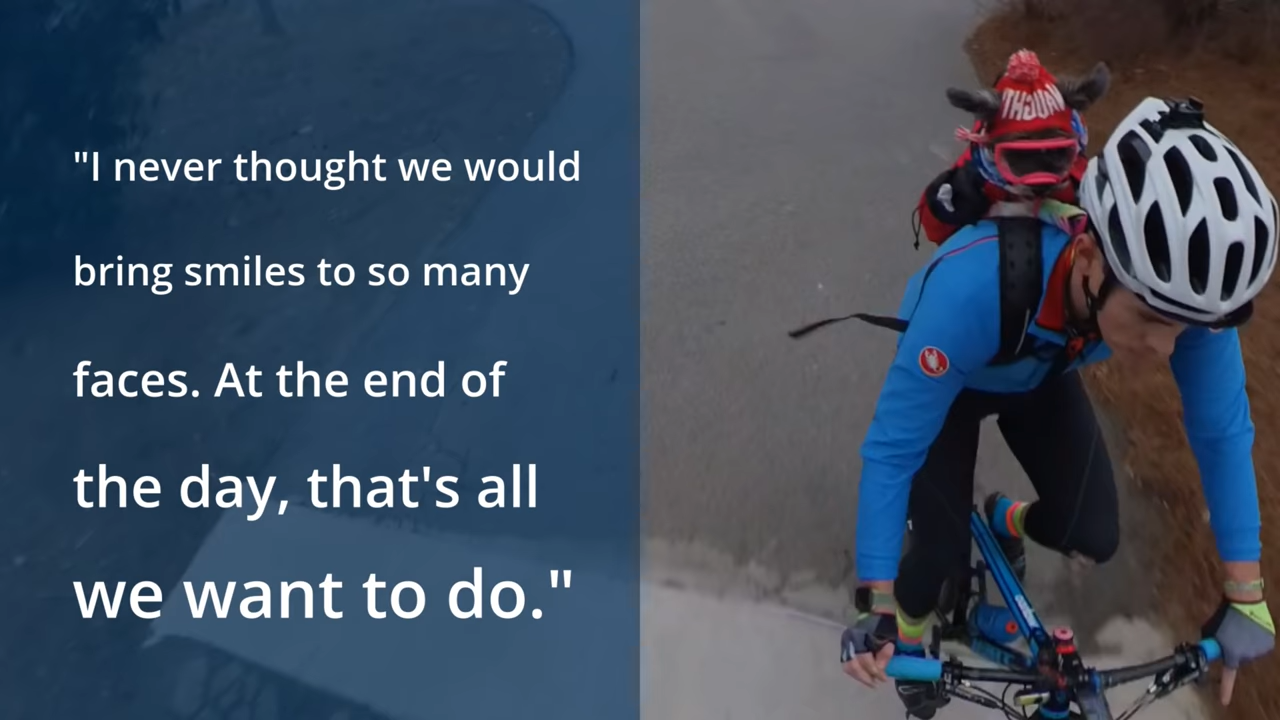 "I never thought we would
bring smiles to so many
faces. At the end of
the day, that's all
we want to do."